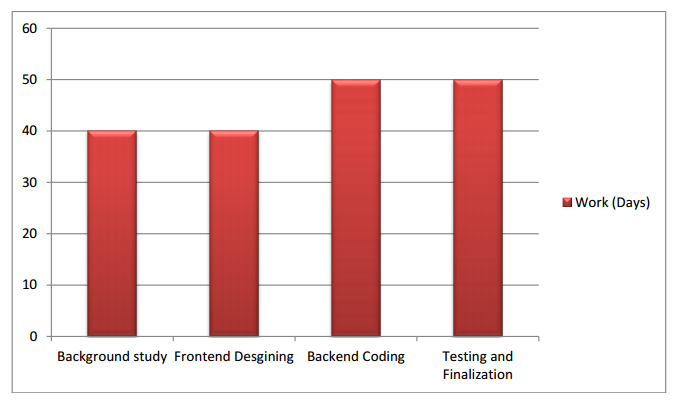 60
50
40
30
20
10
0
Background study
Frontend Desgining
Backend Coding
Testing and
Finalization
Work (Days)